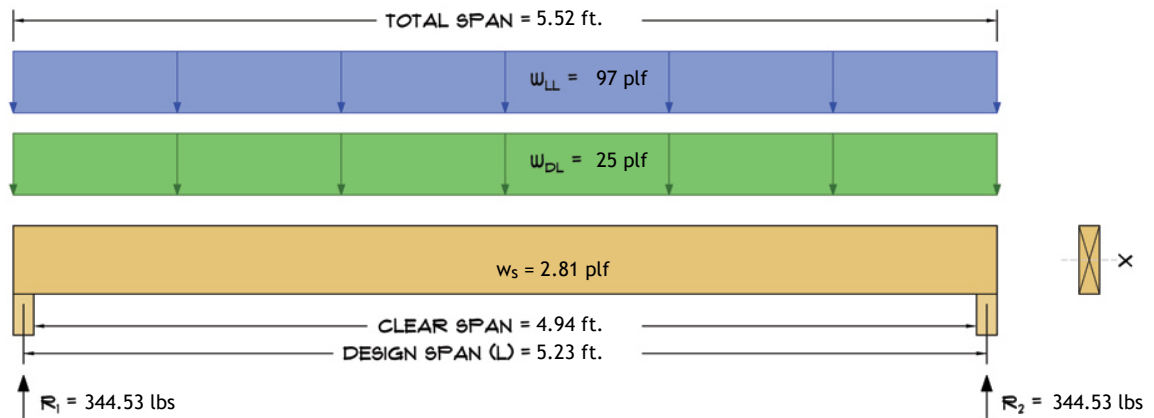 TOTAL SPAN = 5.52 ft.
WLL = 97 plf
WDL = 25 plf
ws = 2.81 plf
X
CLEAR SPAN = 4.94 ft.
DESIGN SPAN (L) = 5.23 ft.
R1 = 344.53 lbs
R2 = 344.53 lbs